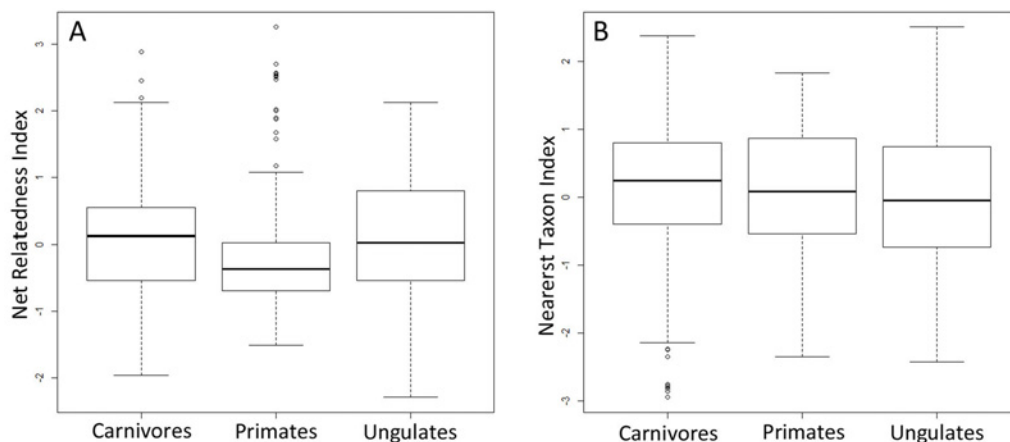 A
Net Relatedness Index
3
2
1
0
-1
-2
Carnivores Primates Ungulates
B
Nearerst Taxon Index
2
1
0
-1
-2
-3
Carnivores Primates Ungulates